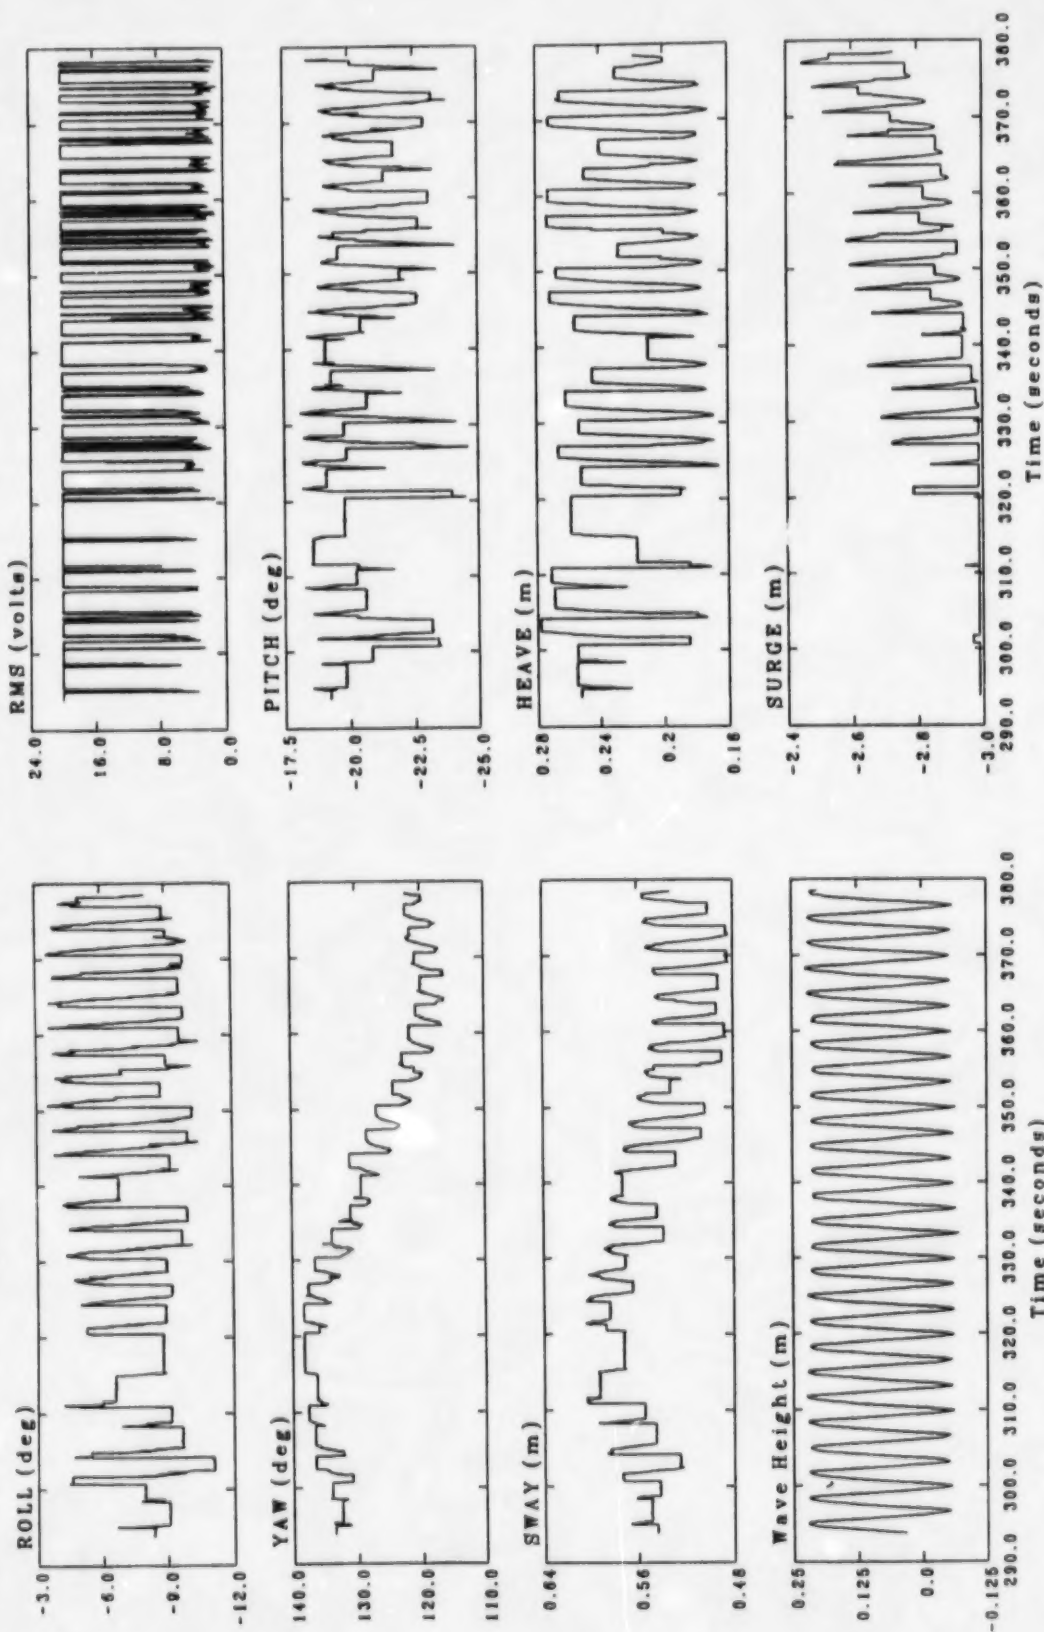 ROLL (deg)
-3.0
-6.0
-9.0
-12.0
YAW (deg)
140.0
130.0
120.0
110.0
SWAY (m)
0.64
0.56
0.48
Wave Height (m)
0.25
0.125
0.0
-0.125
290.0 300.0 310.0 320.0 330.0 340.0 350.0 360.0 370.0 380.0
Time (seconds)
RMS (volts)
24.0
16.0
8.0
0.0
PITCH (deg)
-17.5
-20.0
-22.5
-25.0
HEAVE (m)
0.28
0.24
0.2
0.16
SURGE (m)
-2.4
-2.6
-2.8
-3.0
290.0 300.0 310.0 320.0 330.0 340.0 350.0 360.0 370.0 380.0
Time (seconds)